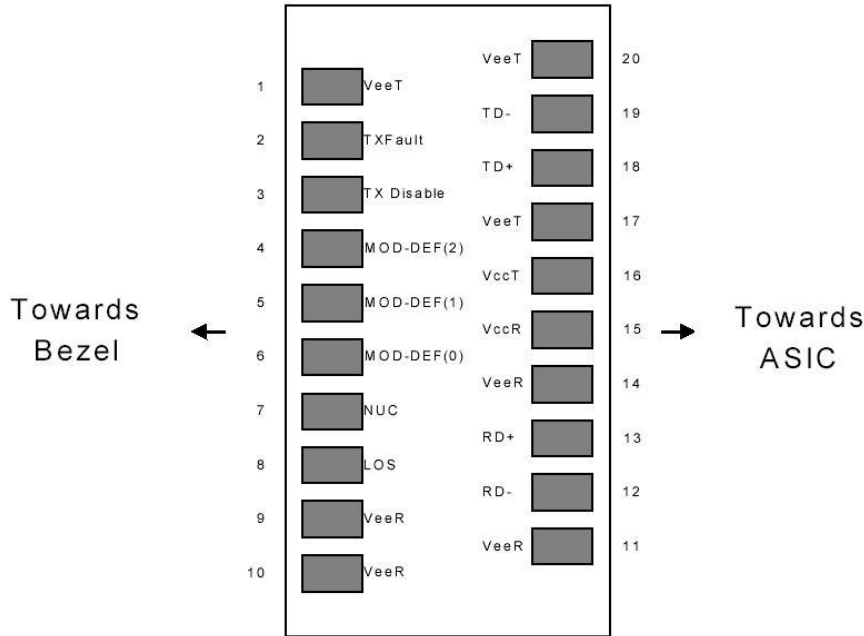 VeeT 20
1 VeeT
TD- 19
2 TXFault
TD+ 18
3 TX Disable
VeeT 17
4 MOD-DEF(2)
VccT 16
5 MOD-DEF(1)
VccR 15
6 MOD-DEF(0)
VeeR 14
7 NUC
RD+ 13
8 LOS
RD- 12
9 VeeR
VeeR 11
10 VeeR
Towards
Bezel
Towards
ASIC